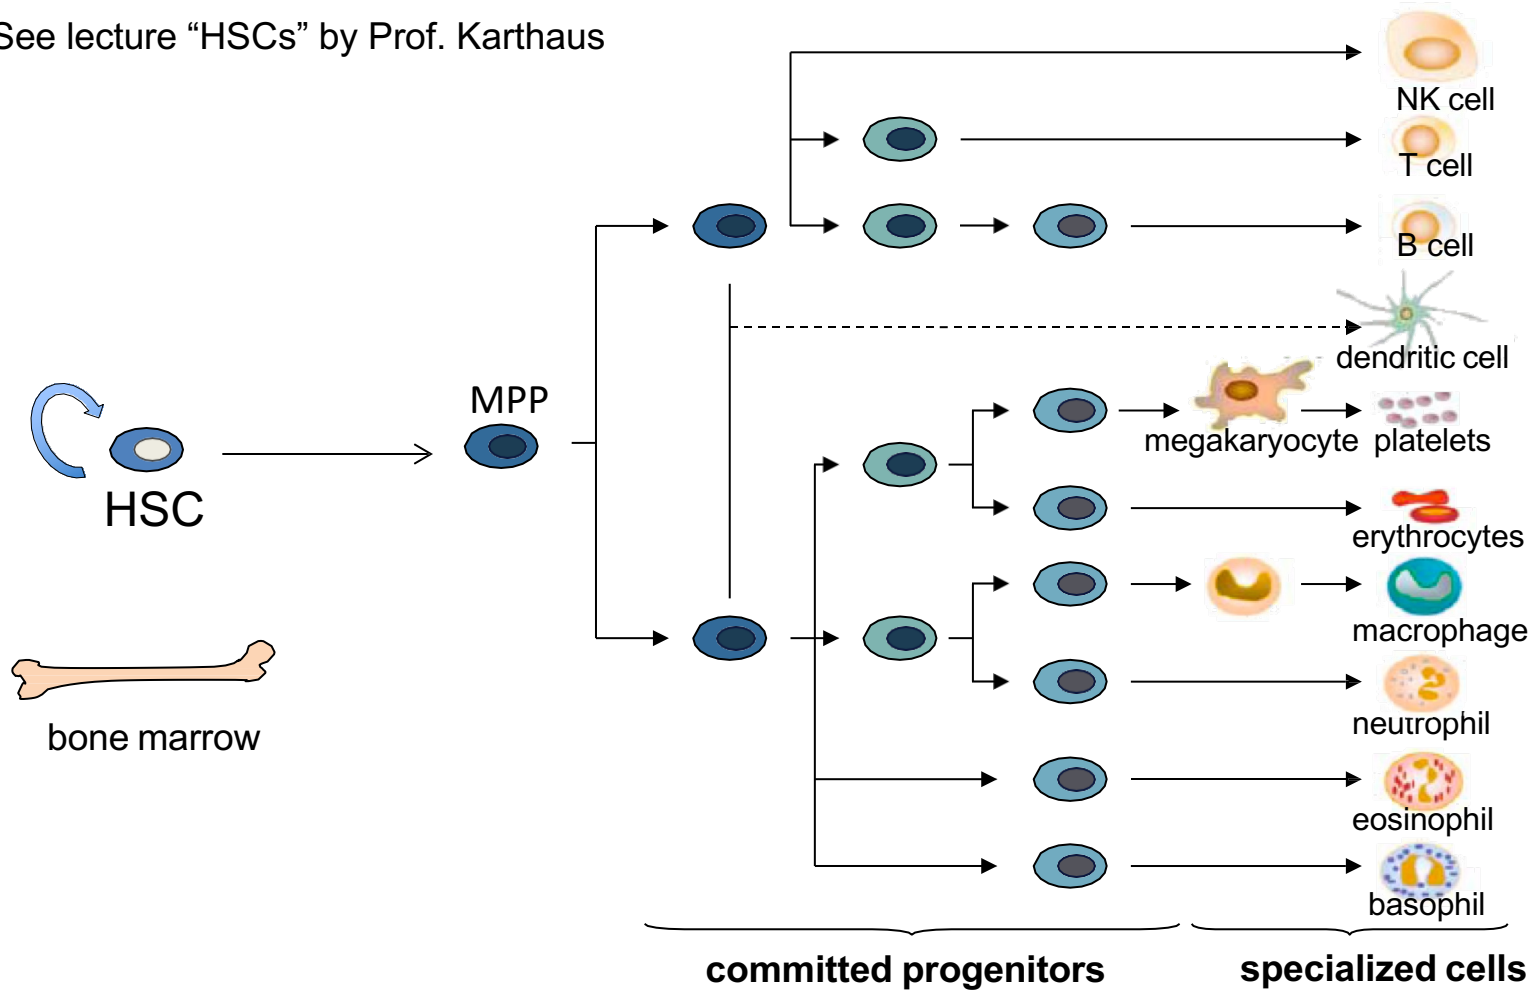 See lecture “HSCs” by Prof. Karthaus
NK cell
T cell
B cell
dendritic cell
MPP
megakaryocyte
platelets
HSC
erythrocytes
macrophage
neutrophil
bone marrow
eosinophil
basophil
committed progenitors
specialized cells